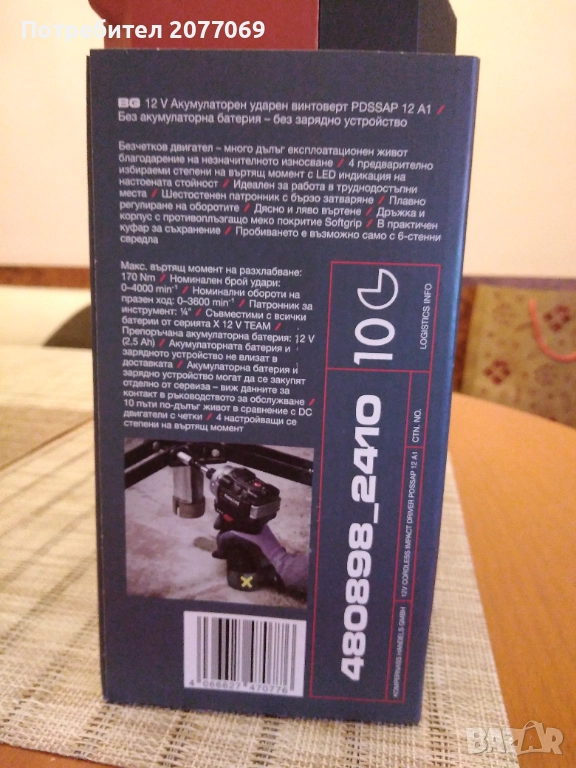 Потребител 2077069
BG 12 V Акумулаторен ударен винтоверт PDSSAP 12 A1 /
Без акумулаторна батерия – без зарядно устройство
Безчетков двигател – много дълъг експлоатационен живот
благодарение на незначителното износване / 4 предварително
избираеми степени на въртящ момент с LED индикация на
настоената стойност / Идеален за работа в труднодостъпни
места / Шестостенен патронник с бързо затваряне / Плавно
регулиране на оборотите / Дясно и ляво въртене / Дръжка и
корпус с противоплъзгащо меко покритие Softgrip / В практичен
куфар за съхранение / Пробиването е възможно само с 6-стенни
свредла
Макс. въртящ момент на разхлабване:
170 Nm / Номинален брой удари:
0–4000 min⁻¹ / Номинални обороти на
празен ход: 0–3600 min⁻¹ / Патронник за
инструмент: ¼" / Съвместими с всички
батерии от серията X 12 V TEAM /
Препоръчана акумулаторна батерия: 12 V
(2,5 Ah) / Акумулаторната батерия и
зарядното устройство не влизат в
доставката / Акумулаторна батерия и
зарядно устройство могат да се закупят
отделно от сервиза – виж данните за
контакт в ръководството за обслужване /
10 пъти по-дълъг живот в сравнение с DC
двигатели с четки / 4 настройващи се
степени на въртящ момент
4 066627 470776
10
LOGISTICS INFO
480898_2410
CTN. NO.
12V CORDLESS IMPACT DRIVER PDSSAP 12 A1
KOMPERNASS HANDELS GMBH
BAZAR